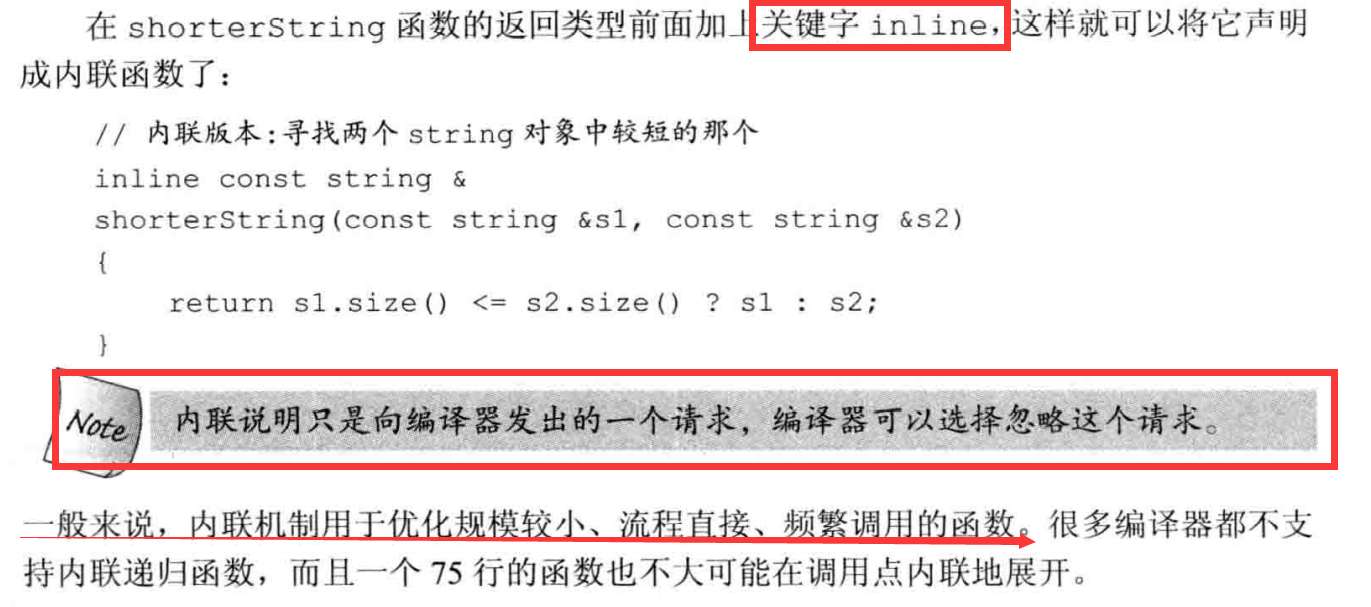 在 shorterString 函数的返回类型前面加上关键字 inline，这样就可以将它声明
成内联函数了：
// 内联版本:寻找两个 string 对象中较短的那个
inline const string &
shorterString(const string &s1, const string &s2)
{
return s1.size() <= s2.size() ? s1 : s2;
}
Note 内联说明只是向编译器发出的一个请求，编译器可以选择忽略这个请求。
一般来说，内联机制用于优化规模较小、流程直接、频繁调用的函数。很多编译器都不支
持内联递归函数，而且一个 75 行的函数也不大可能在调用点内联地展开。